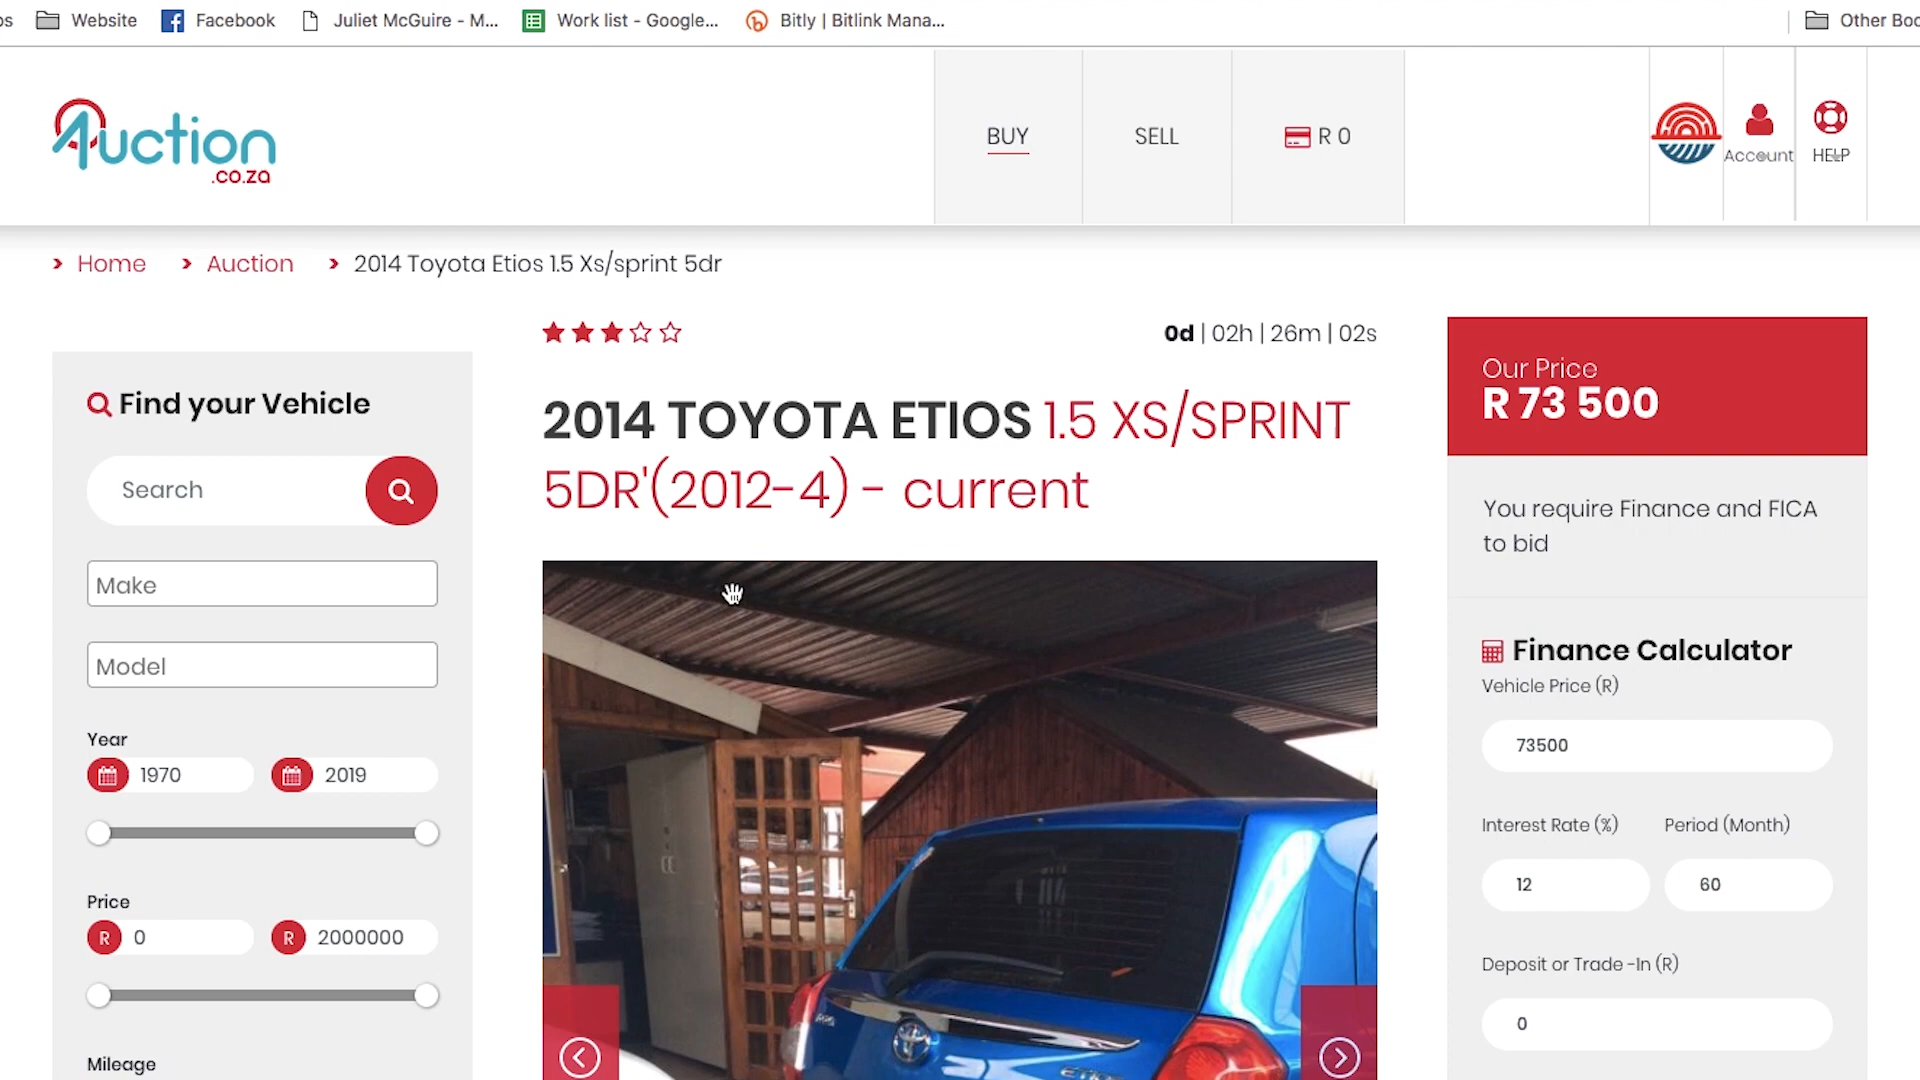 Website
Facebook
Juliet McGuire - M...
Work list - Google...
Bitly | Bitlink Mana...
Auction
.co.za
BUY
SELL
R 0
Account
HELP
Home
Auction
2014 Toyota Etios 1.5 Xs/sprint 5dr
0d | 02h | 26m | 02s
Find your Vehicle
Search
Make
Model
Year
1970
2019
Price
R 0
R 2000000
Mileage
2014 TOYOTA ETIOS 1.5 XS/SPRINT
5DR'(2012-4) - current
Our Price
R 73 500
You require Finance and FICA
to bid
Finance Calculator
Vehicle Price (R)
73500
Interest Rate (%)
Period (Month)
12
60
Deposit or Trade -In (R)
0